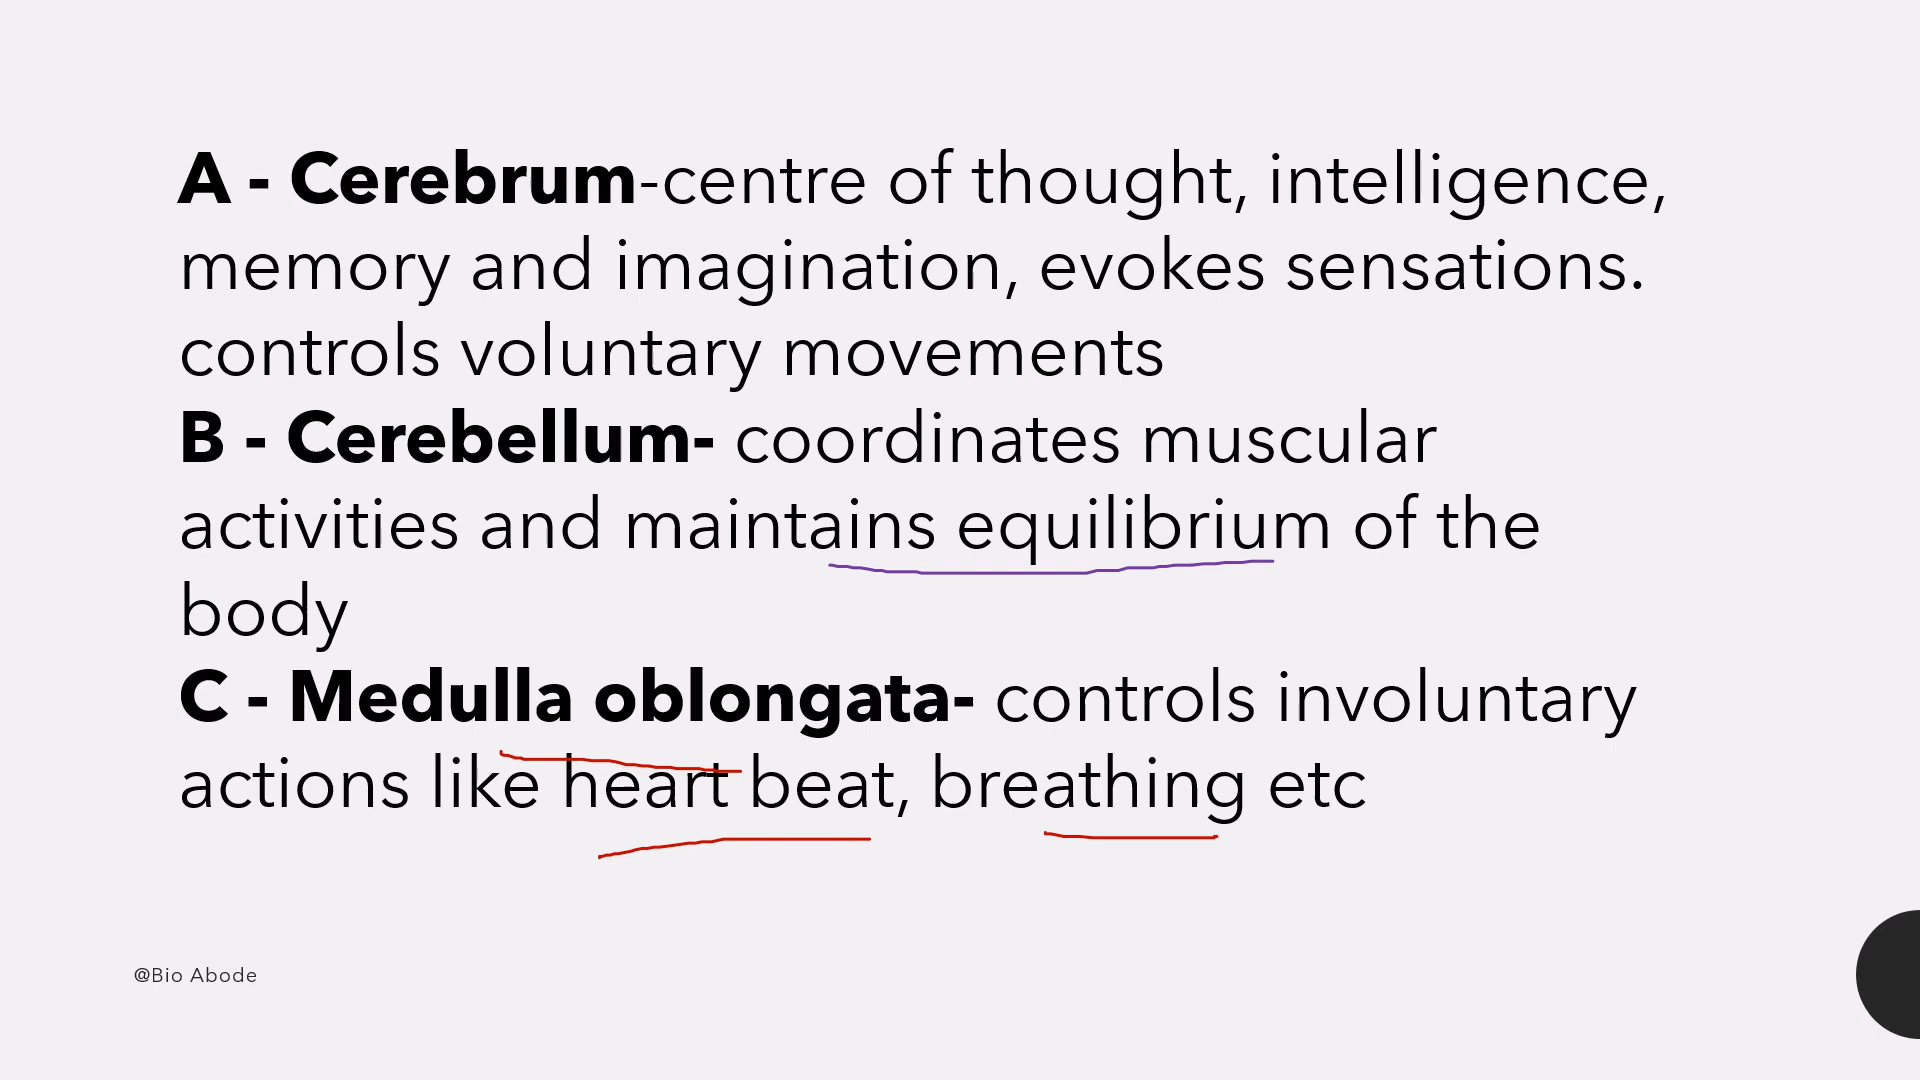 A - Cerebrum-centre of thought, intelligence,
memory and imagination, evokes sensations.
controls voluntary movements
B - Cerebellum- coordinates muscular
activities and maintains equilibrium of the
body
C - Medulla oblongata- controls involuntary
actions like heart beat, breathing etc
@Bio Abode